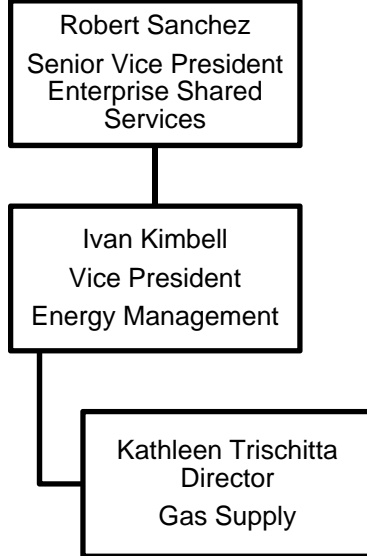 Robert Sanchez
Senior Vice President
Enterprise Shared
Services
Ivan Kimbell
Vice President
Energy Management
Kathleen Trischitta
Director
Gas Supply